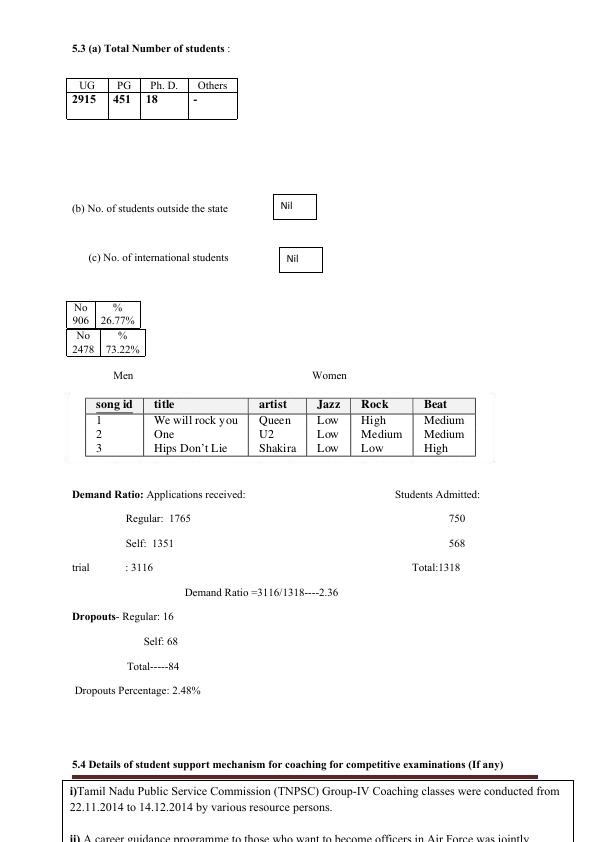 5.3 (a) Total Number of students :
UG PG Ph. D. Others
2915 451 18 -
(b) No. of students outside the state Nil
(c) No. of international students Nil
No %
906 26.77%
No %
2478 73.22%
Men Women
song id title artist Jazz Rock Beat
1 We will rock you Queen Low High Medium
2 One U2 Low Medium Medium
3 Hips Don't Lie Shakira Low Low High
Demand Ratio: Applications received: Students Admitted:
Regular: 1765 750
Self: 1351 568
trial : 3116 Total:1318
Demand Ratio =3116/1318----2.36
Dropouts- Regular: 16
Self: 68
Total-----84
Dropouts Percentage: 2.48%
5.4 Details of student support mechanism for coaching for competitive examinations (If any)
i)Tamil Nadu Public Service Commission (TNPSC) Group-IV Coaching classes were conducted from
22.11.2014 to 14.12.2014 by various resource persons.
ii) A career guidance programme to those who want to become officers in Air Force was jointly